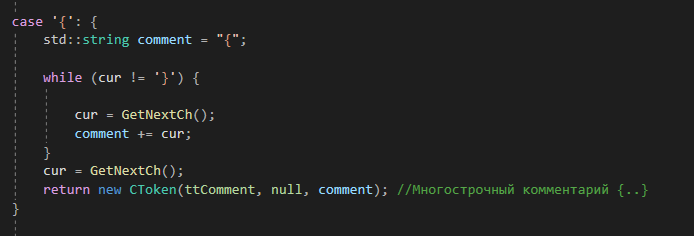 case '{': {
    std::string comment = "{";
    while (cur != '}') {
        cur = GetNextCh();
        comment += cur;
    }
    cur = GetNextCh();
    return new CToken(ttComment, null, comment); //Многострочный комментарий {..}
}